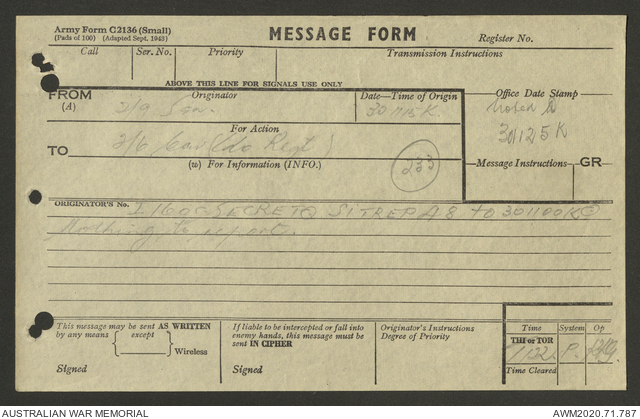 Army Form C2136 (Small)
(Pads of 100) (Adapted Sept. 1943)
MESSAGE FORM
Register No.
Call Ser. No. Priority Transmission Instructions
ABOVE THIS LINE FOR SIGNALS USE ONLY
FROM (A) Originator Date—Time of Origin Office Date Stamp
2/9 301115K Noted
301125K
For Action
TO 2/6 Cav (Cdo Regt)
(w) For Information (INFO.) 233 Message Instructions GR
ORIGINATOR'S No. SECRET SITREP A8 to 301100K
Nothing to report.
This message may be sent AS WRITTEN
by any means except
Wireless
Signed
If liable to be intercepted or fall into
enemy hands, this message must be
sent IN CIPHER
Signed
Originator's Instructions
Degree of Priority
Time System Op
THI or TOR
1122 P.
Time Cleared
AUSTRALIAN WAR MEMORIAL AWM2020.71.787